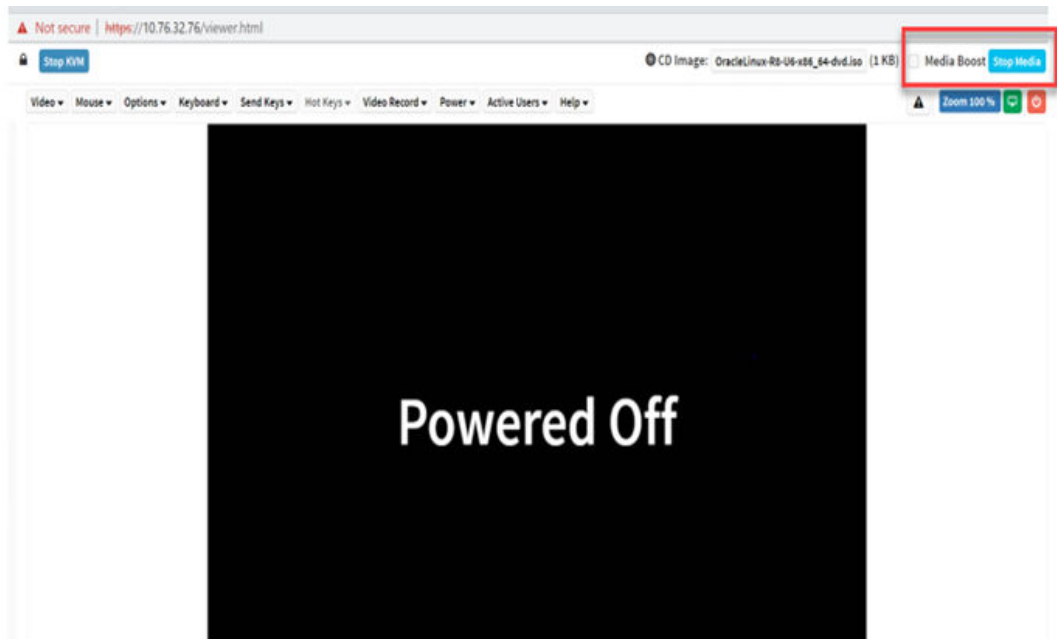 Not secure | https://10.76.32.76/viewer.html
Stop KVM CD Image: OracleLinux-R8-U6-x86_64-dvd.iso (1 KB) Media Boost Stop Media
Video Mouse Options Keyboard Send Keys Hot Keys Video Record Power Active Users Help Zoom 100 %
Powered Off